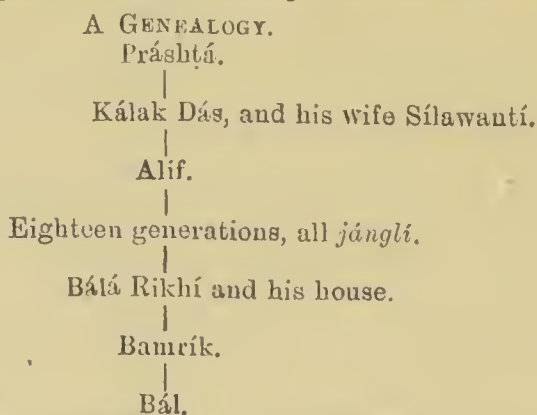 A GENEALOGY.
Práshṭá.
Kálak Dás, and his wife Sílawantí.
Alíf.
Eighteen generations, all jánglí.
Bálá Rikhí and his house.
Bamrík.
Bál.